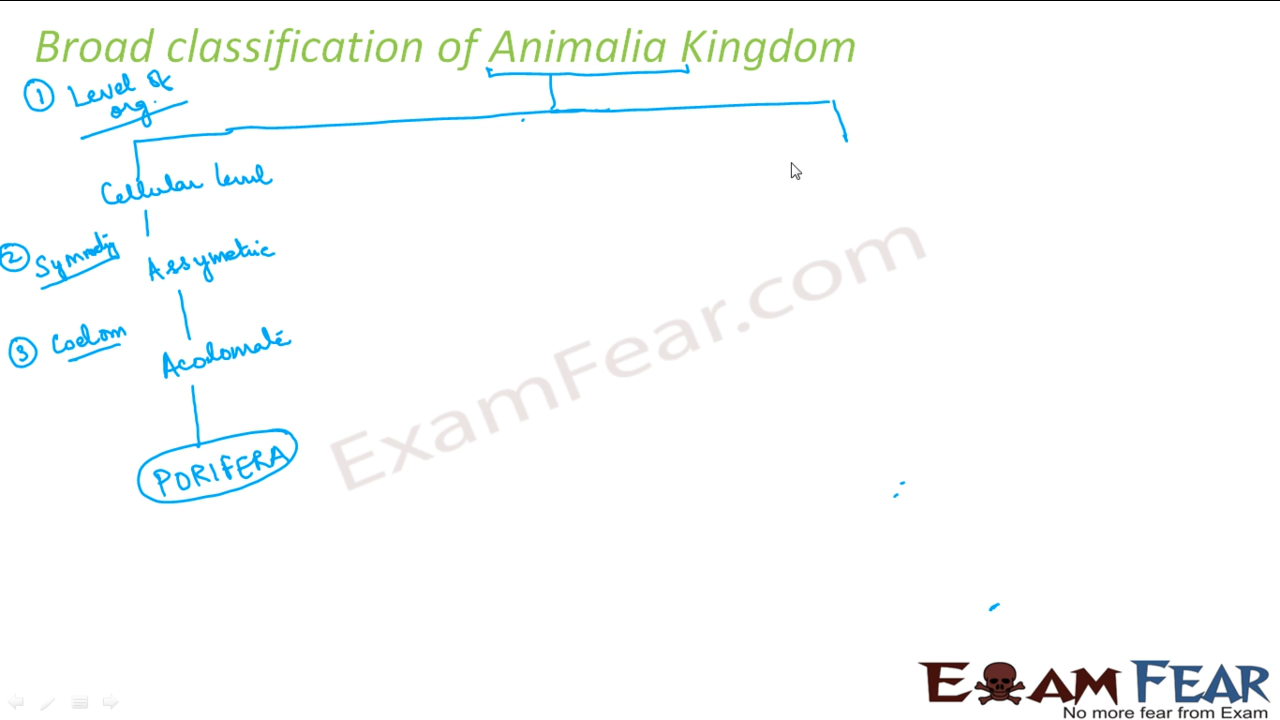 Broad classification of Animalia Kingdom
① Level of
org.
Cellular level
② Symmetry
Assymetric
③ Coelom
Acoelomate
PORIFERA
ExamFear.com
EXAM FEAR
No more fear from Exam